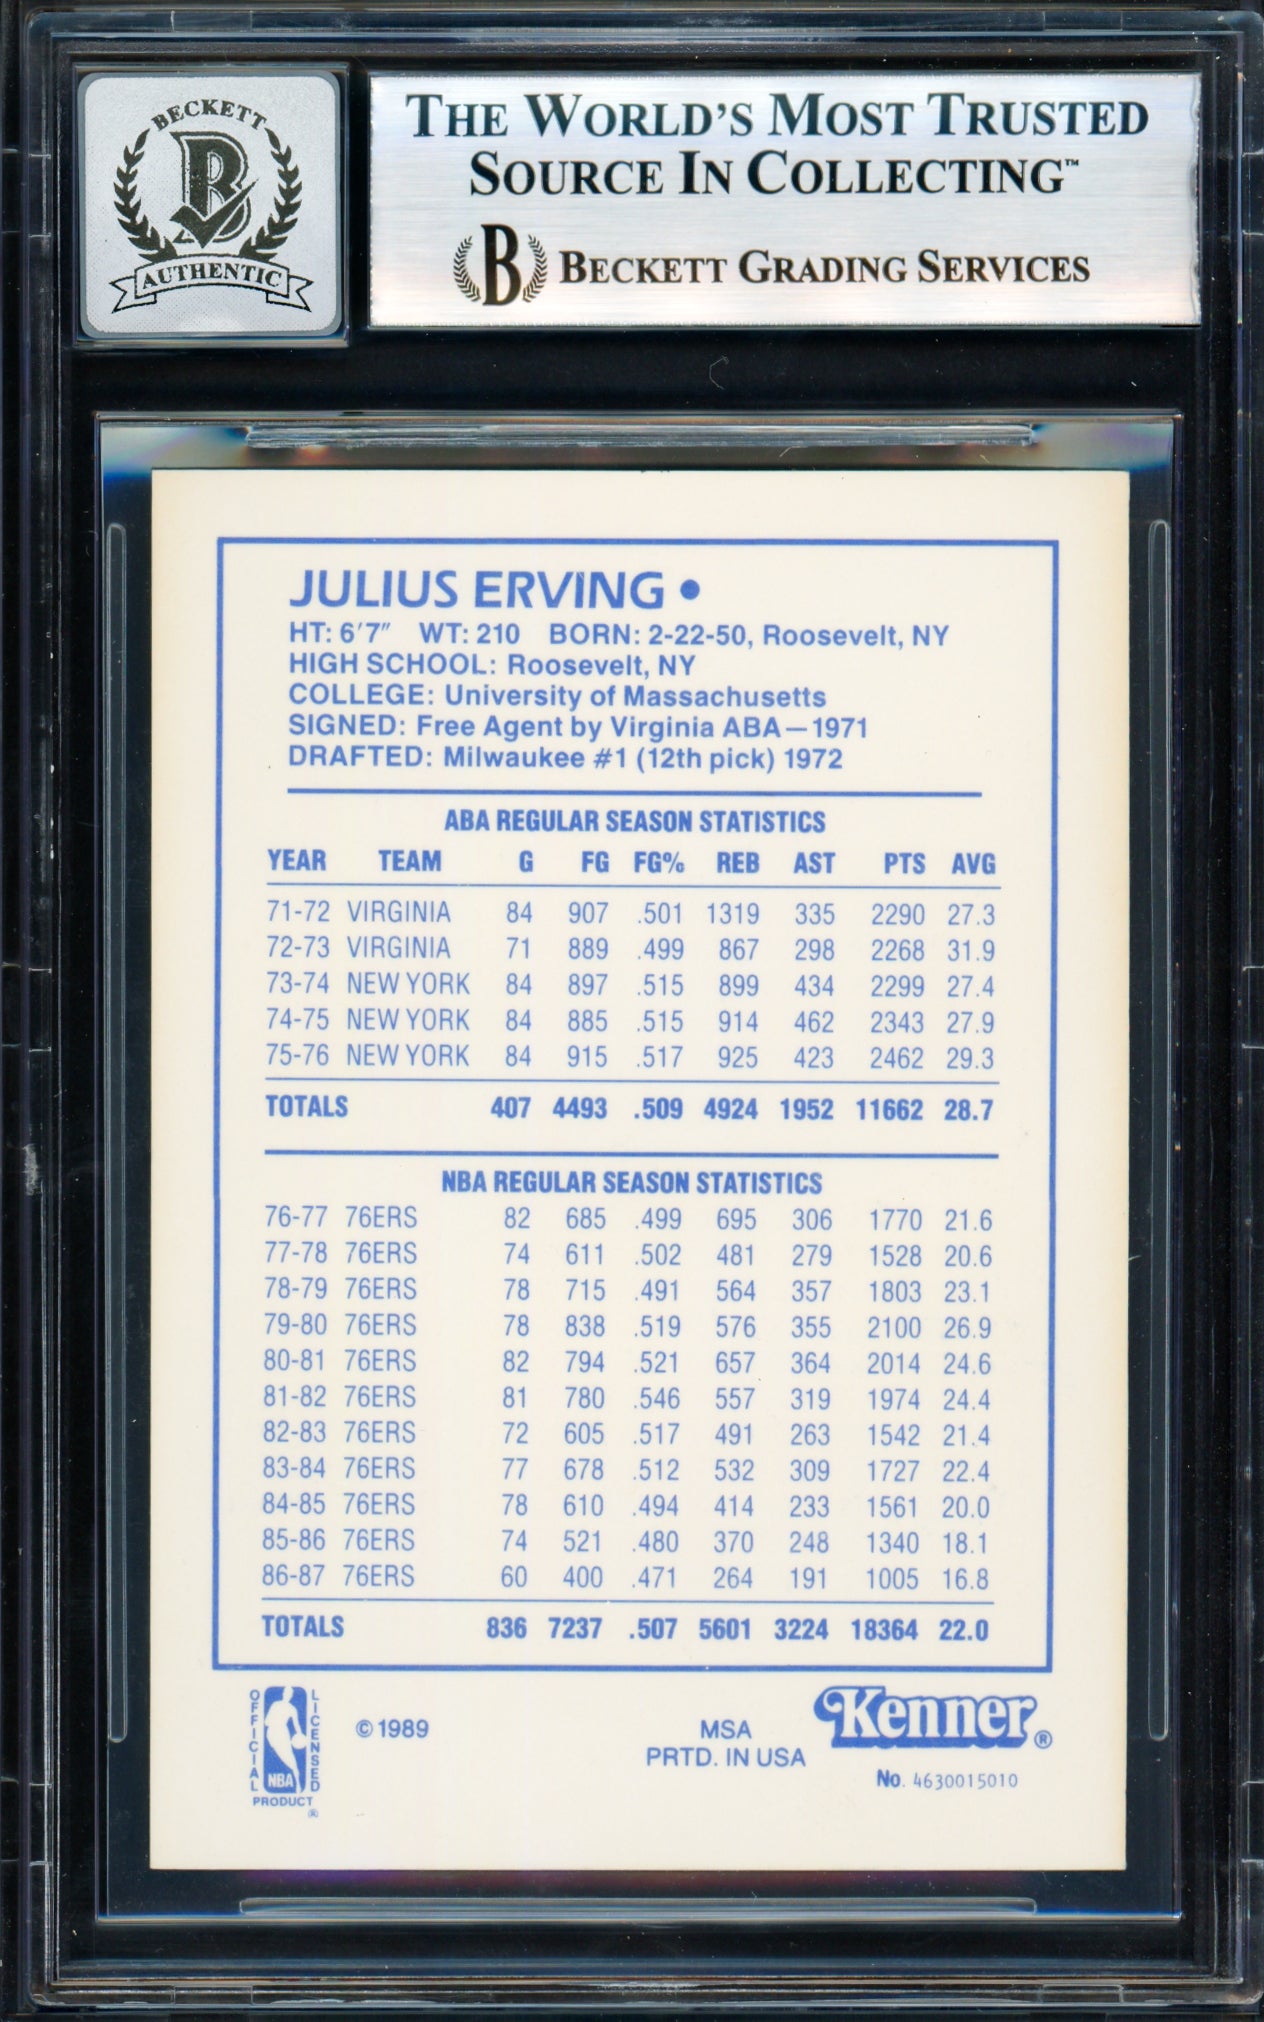 BECKETT
B
AUTHENTIC
THE WORLD'S MOST TRUSTED
SOURCE IN COLLECTING™
B BECKETT GRADING SERVICES
JULIUS ERVING •
HT: 6'7" WT: 210 BORN: 2-22-50, Roosevelt, NY
HIGH SCHOOL: Roosevelt, NY
COLLEGE: University of Massachusetts
SIGNED: Free Agent by Virginia ABA—1971
DRAFTED: Milwaukee #1 (12th pick) 1972
ABA REGULAR SEASON STATISTICS
YEAR TEAM G FG FG% REB AST PTS AVG
71-72 VIRGINIA 84 907 .501 1319 335 2290 27.3
72-73 VIRGINIA 71 889 .499 867 298 2268 31.9
73-74 NEW YORK 84 897 .515 899 434 2299 27.4
74-75 NEW YORK 84 885 .515 914 462 2343 27.9
75-76 NEW YORK 84 915 .517 925 423 2462 29.3
TOTALS 407 4493 .509 4924 1952 11662 28.7
NBA REGULAR SEASON STATISTICS
76-77 76ERS 82 685 .499 695 306 1770 21.6
77-78 76ERS 74 611 .502 481 279 1528 20.6
78-79 76ERS 78 715 .491 564 357 1803 23.1
79-80 76ERS 78 838 .519 576 355 2100 26.9
80-81 76ERS 82 794 .521 657 364 2014 24.6
81-82 76ERS 81 780 .546 557 319 1974 24.4
82-83 76ERS 72 605 .517 491 263 1542 21.4
83-84 76ERS 77 678 .512 532 309 1727 22.4
84-85 76ERS 78 610 .494 414 233 1561 20.0
85-86 76ERS 74 521 .480 370 248 1340 18.1
86-87 76ERS 60 400 .471 264 191 1005 16.8
TOTALS 836 7237 .507 5601 3224 18364 22.0
OFFICIAL
LICENSED
NBA
PRODUCT
®
© 1989
MSA
PRTD. IN USA
Kenner®
No. 4630015010